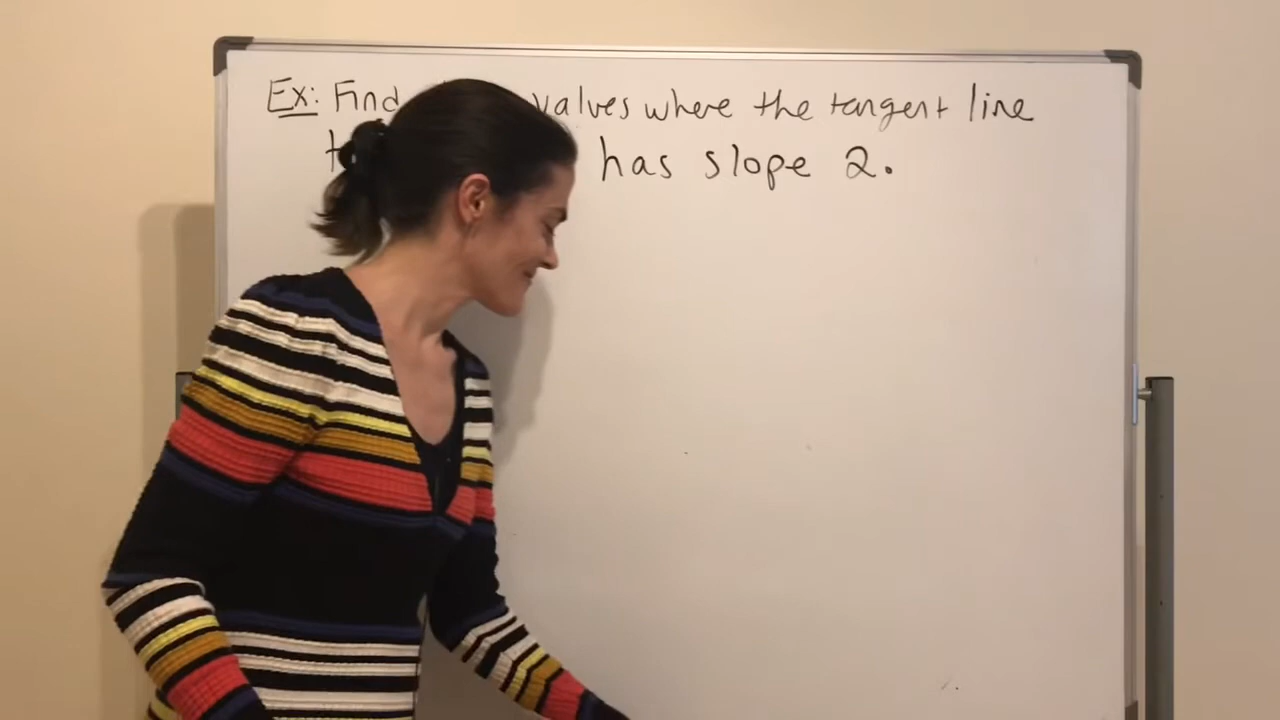 Ex: Find values where the tangent line
has slope 2.